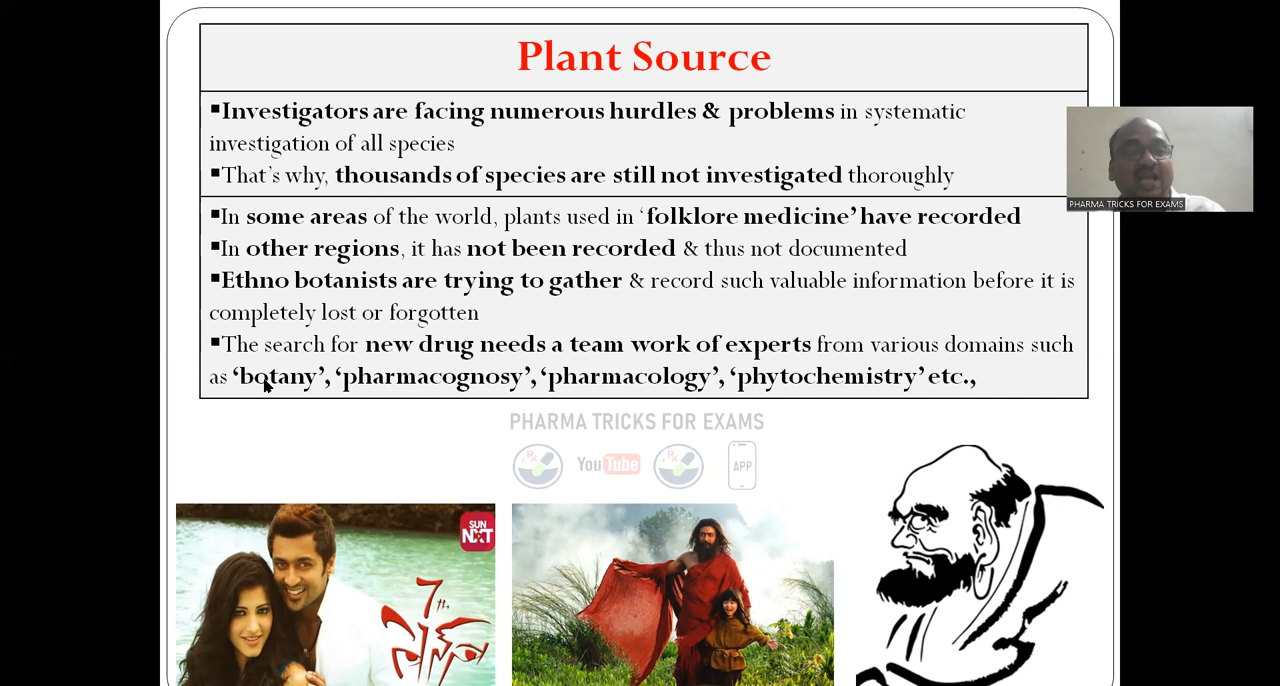 Plant Source
▪Investigators are facing numerous hurdles & problems in systematic
investigation of all species
▪That's why, thousands of species are still not investigated thoroughly
PHARMA TRICKS FOR EXAMS
▪In some areas of the world, plants used in ‘folklore medicine’ have recorded
▪In other regions, it has not been recorded & thus not documented
▪Ethno botanists are trying to gather & record such valuable information before it is
completely lost or forgotten
▪The search for new drug needs a team work of experts from various domains such
as ‘botany’, ‘pharmacognosy’, ‘pharmacology’, ‘phytochemistry’ etc.,
PHARMA TRICKS FOR EXAMS
Rx YouTube Rx APP
SUN
NXT
7th
సెన్స్